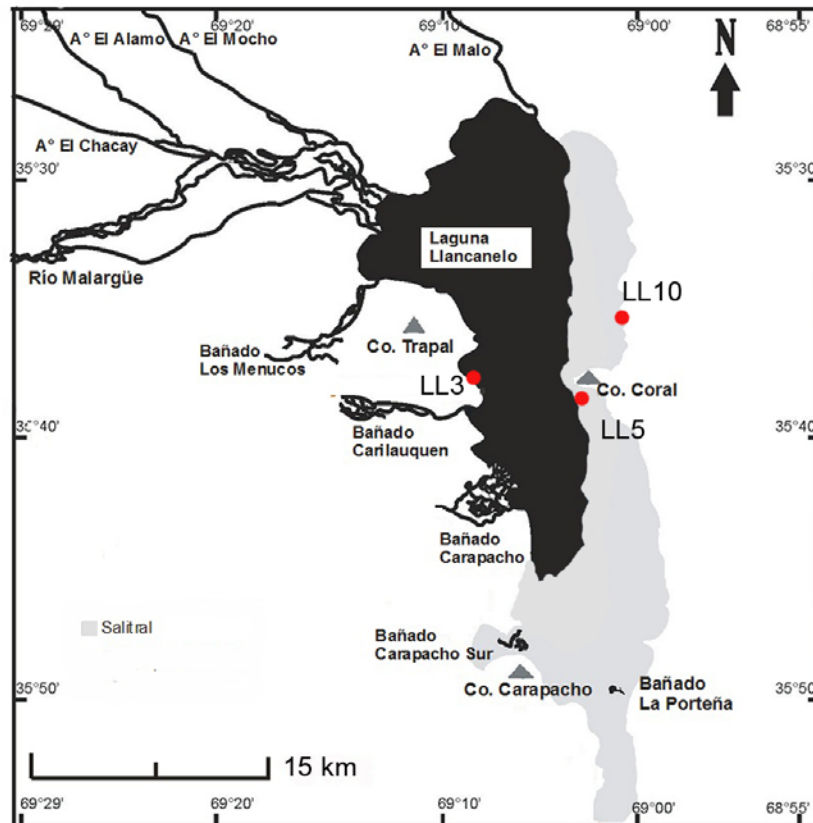 69°29' 69°20' 69°10' 69°00' 68°55'
A° El Alamo
A° El Mocho
A° El Malo
N
A° El Chacay
35°30' 35°30'
Laguna
Llancanelo
Río Malargüe
LL10
Bañado
Los Menucos
Co. Trapal
LL3
Co. Coral
LL5
Bañado
Carilauquen
35°40' 35°40'
Bañado
Carapacho
Salitral
Bañado
Carapacho Sur
Co. Carapacho
Bañado
La Porteña
35°50' 35°50'
15 km
69°29' 69°20' 69°10' 69°00' 68°55'